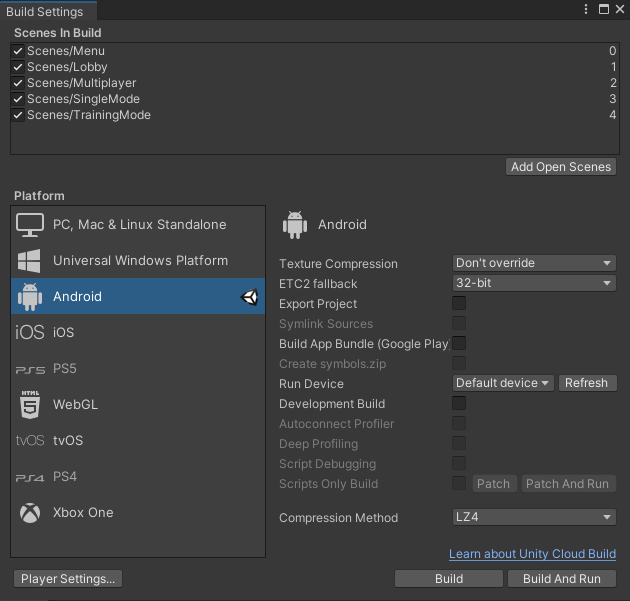 Build Settings
Scenes In Build
Scenes/Menu 0
Scenes/Lobby 1
Scenes/Multiplayer 2
Scenes/SingleMode 3
Scenes/TrainingMode 4
Add Open Scenes
Platform
PC, Mac & Linux Standalone
Universal Windows Platform
Android
iOS iOS
PS5 PS5
HTML 5 WebGL
tvOS tvOS
PS4 PS4
Xbox One
Android
Texture Compression Don't override
ETC2 fallback 32-bit
Export Project
Symlink Sources
Build App Bundle (Google Play
Create symbols.zip
Run Device Default device Refresh
Development Build
Autoconnect Profiler
Deep Profiling
Script Debugging
Scripts Only Build Patch Patch And Run
Compression Method LZ4
Learn about Unity Cloud Build
Player Settings... Build Build And Run